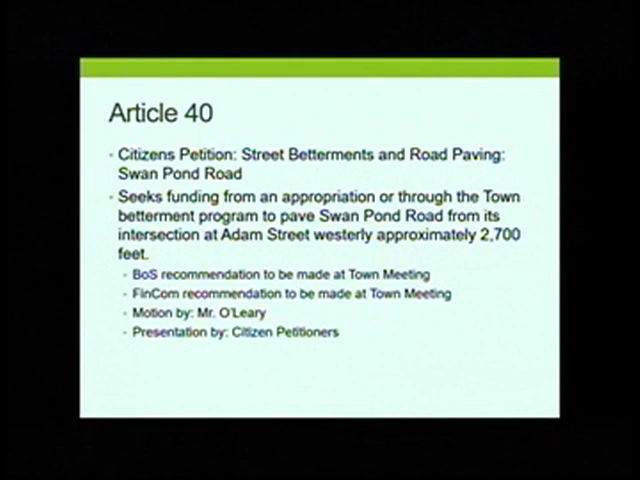 Article 40
· Citizens Petition: Street Betterments and Road Paving:
Swan Pond Road
· Seeks funding from an appropriation or through the Town
betterment program to pave Swan Pond Road from its
intersection at Adam Street westerly approximately 2,700
feet.
· BoS recommendation to be made at Town Meeting
· FinCom recommendation to be made at Town Meeting
· Motion by: Mr. O'Leary
· Presentation by: Citizen Petitioners